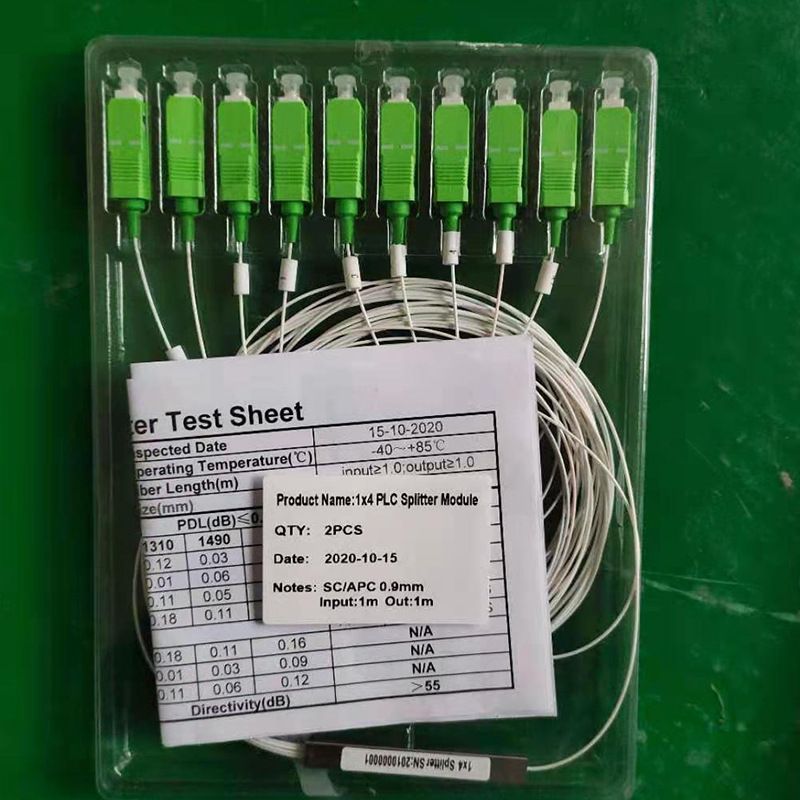 ter Test Sheet
spected Date 15-10-2020
perating Temperature(℃) -40~+85℃
ber Length(m) input≥1.0;output≥1.0
ize(mm)
PDL(dB)≤0.
1310 1490
0.12 0.03
0.01 0.06
0.11 0.05
0.18 0.11
Product Name:1x4 PLC Splitter Module
QTY: 2PCS
Date: 2020-10-15
Notes: SC/APC 0.9mm
Input:1m Out:1m
N/A
0.18 0.11 0.16 N/A
0.01 0.03 0.09 N/A
0.11 0.06 0.12 >55
Directivity(dB)
1x4 Splitter SN:2010000001